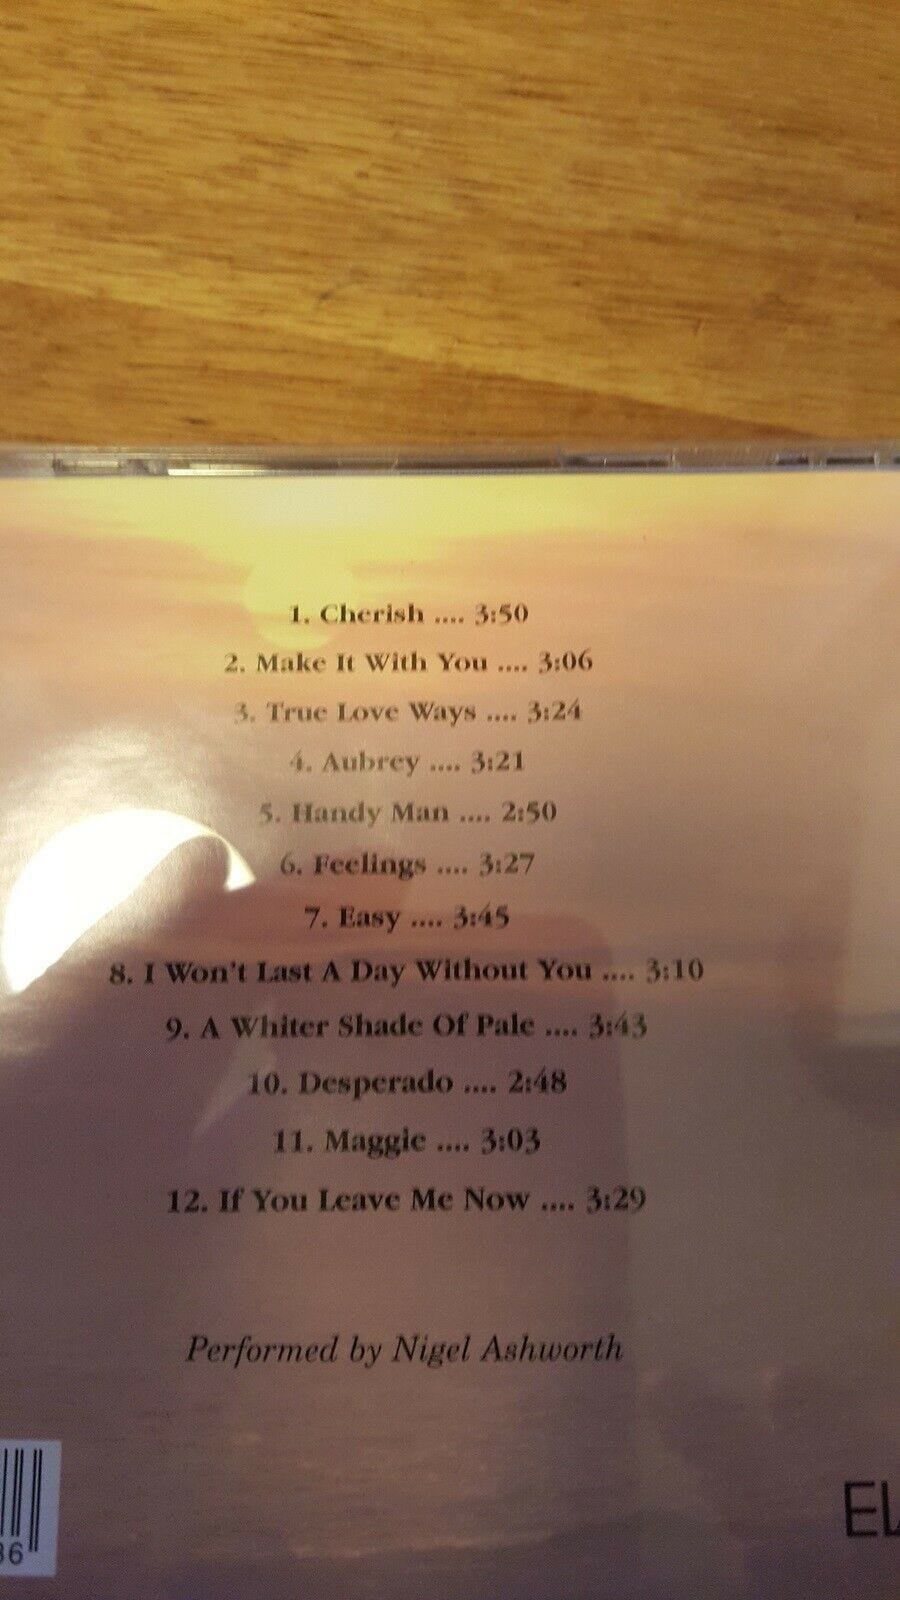 1. Cherish .... 3:50
2. Make It With You .... 3:06
3. True Love Ways .... 3:24
4. Aubrey .... 3:21
5. Handy Man .... 2:50
6. Feelings .... 3:27
7. Easy .... 3:45
8. I Won't Last A Day Without You .... 3:10
9. A Whiter Shade Of Pale .... 3:43
10. Desperado .... 2:48
11. Maggie .... 3:03
12. If You Leave Me Now .... 3:29
Performed by Nigel Ashworth
36